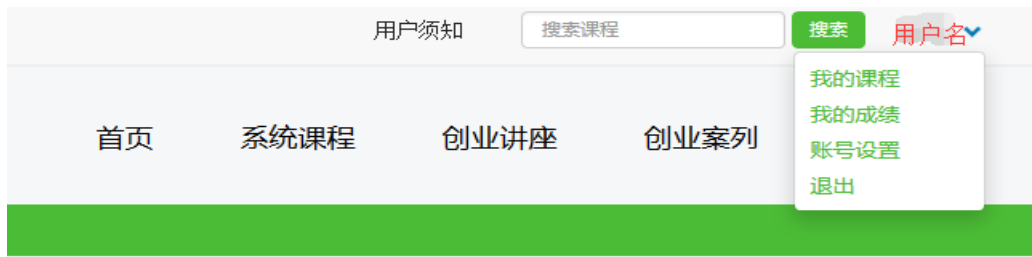 用户须知 搜索课程 搜索 用户名
我的课程
我的成绩
首页 系统课程 创业讲座 创业案列
账号设置
退出